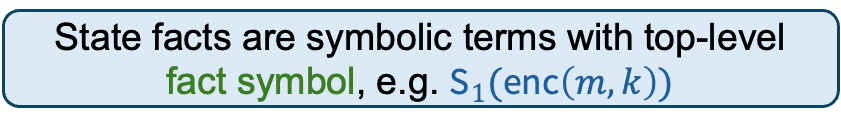 State facts are symbolic terms with top-level
fact symbol, e.g. S₁(enc(m, k))